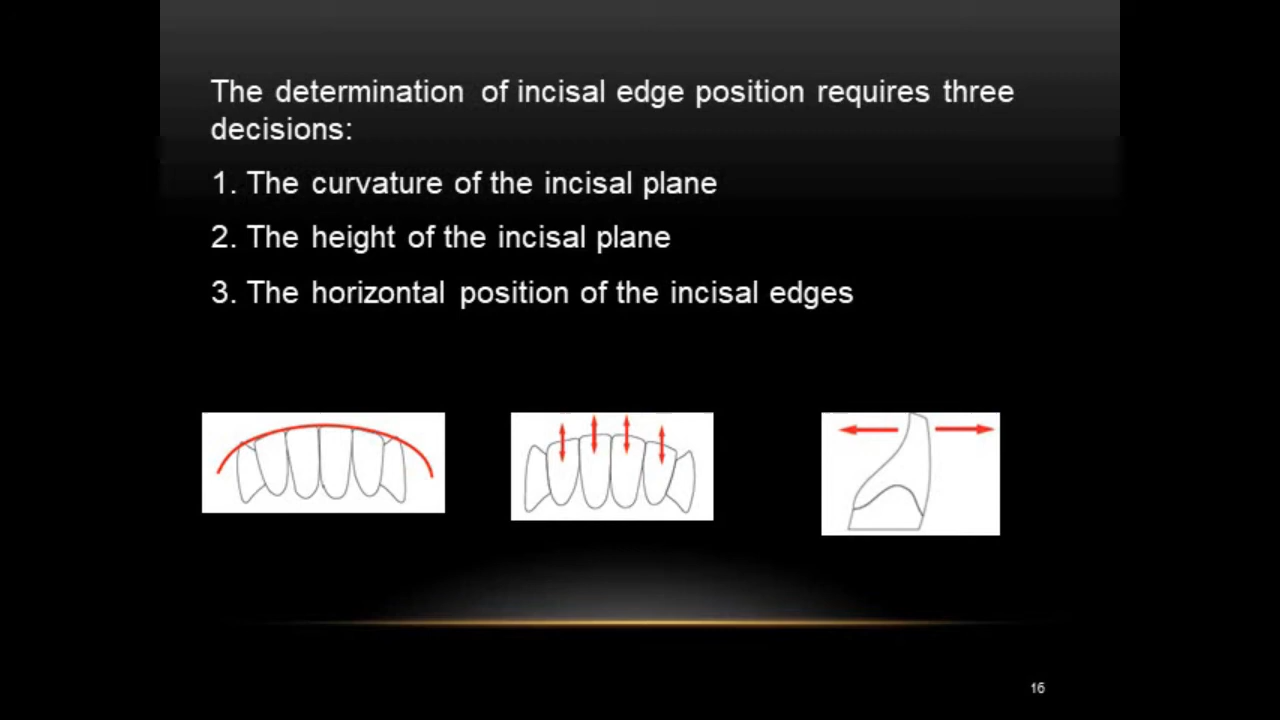 The determination of incisal edge position requires three
decisions:
1. The curvature of the incisal plane
2. The height of the incisal plane
3. The horizontal position of the incisal edges
16